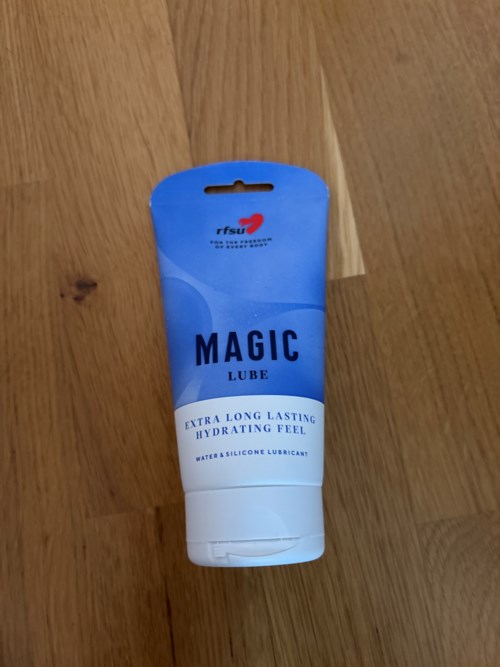 rfsu
FOR THE FREEDOM
OF EVERY BODY
MAGIC
LUBE
EXTRA LONG LASTING
HYDRATING FEEL
WATER & SILICONE LUBRICANT